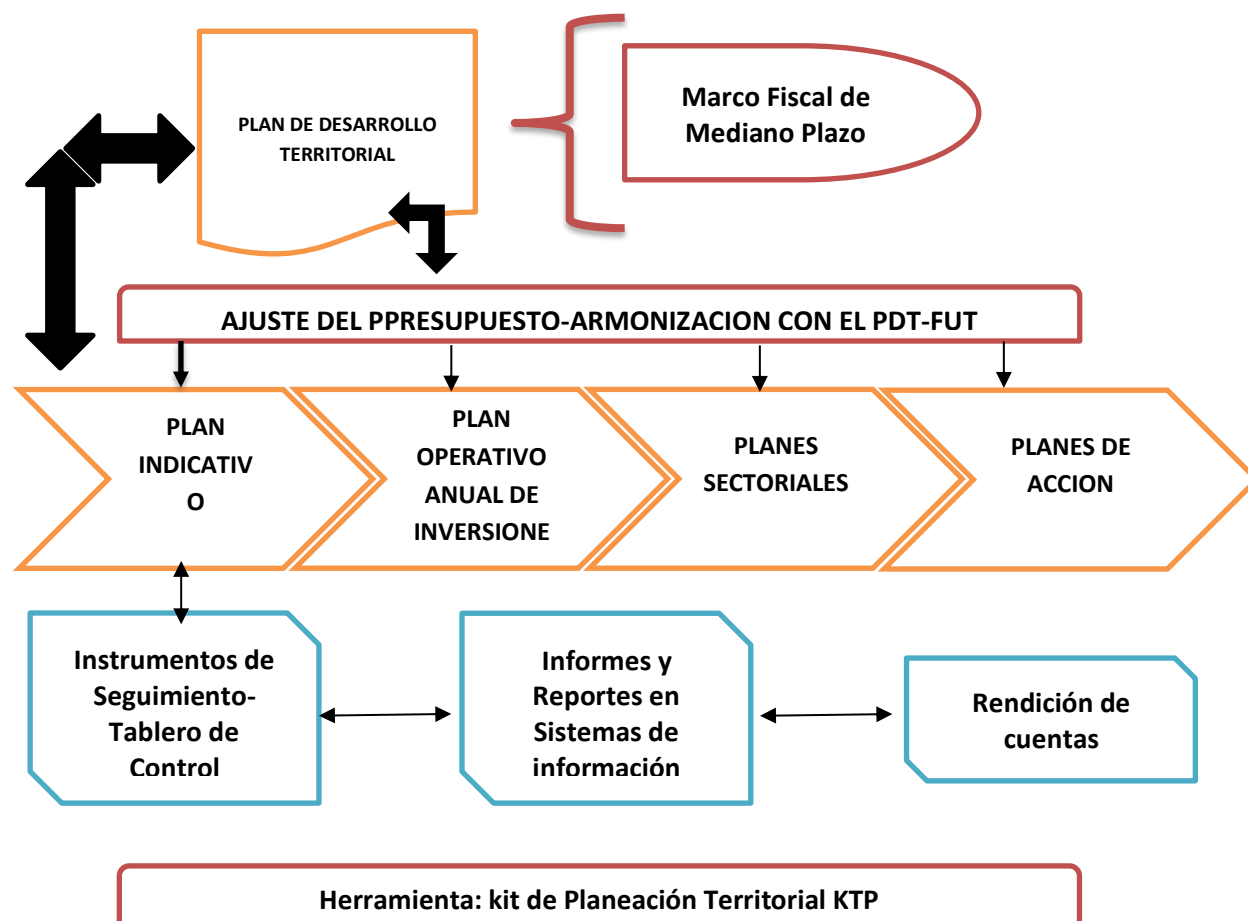 PLAN DE DESARROLLO
TERRITORIAL
Marco Fiscal de
Mediano Plazo
AJUSTE DEL PPRESUPUESTO-ARMONIZACION CON EL PDT-FUT
PLAN
INDICATIV
O
PLAN
OPERATIVO
ANUAL DE
INVERSIONE
PLANES
SECTORIALES
PLANES DE
ACCION
Instrumentos de
Seguimiento-
Tablero de
Control
Informes y
Reportes en
Sistemas de
información
Rendición de
cuentas
Herramienta: kit de Planeación Territorial KTP